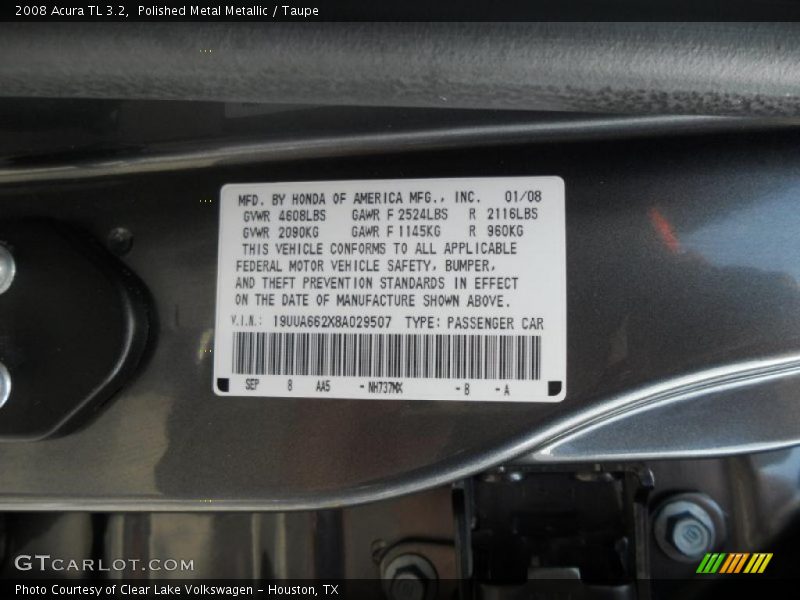 2008 Acura TL 3.2,  Polished Metal Metallic / Taupe
MFD. BY HONDA OF AMERICA MFG., INC. 01/08
GVWR 4608LBS GAWR F 2524LBS R 2116LBS
GVWR 2090KG GAWR F 1145KG R 960KG
THIS VEHICLE CONFORMS TO ALL APPLICABLE
FEDERAL MOTOR VEHICLE SAFETY, BUMPER,
AND THEFT PREVENTION STANDARDS IN EFFECT
ON THE DATE OF MANUFACTURE SHOWN ABOVE.
V.I.N.: 19UUA662X8A029507 TYPE: PASSENGER CAR
SEP 8 AA5 - NH737MX - B - A
GTCARLOT.COM
Photo Courtesy of Clear Lake Volkswagen - Houston, TX